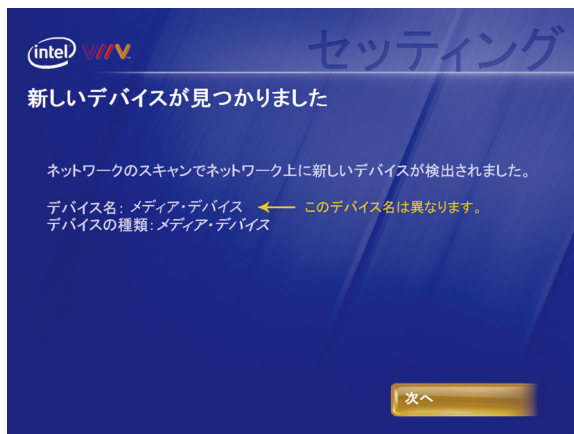 intel VIIV
セッティング
新しいデバイスが見つかりました
ネットワークのスキャンでネットワーク上に新しいデバイスが検出されました。
デバイス名: メディア・デバイス ← このデバイス名は異なります。
デバイスの種類: メディア・デバイス
次へ